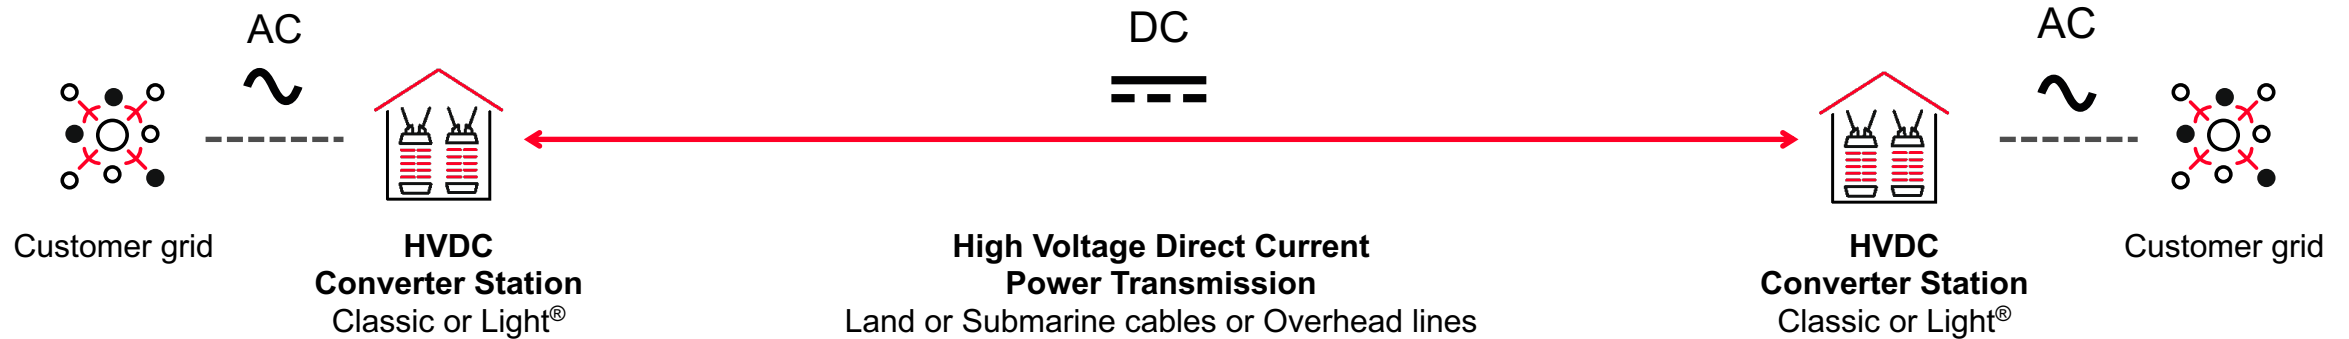 AC
DC
AC
Customer grid
HVDC
Converter Station
Classic or Light®
High Voltage Direct Current
Power Transmission
Land or Submarine cables or Overhead lines
HVDC
Converter Station
Classic or Light®
Customer grid